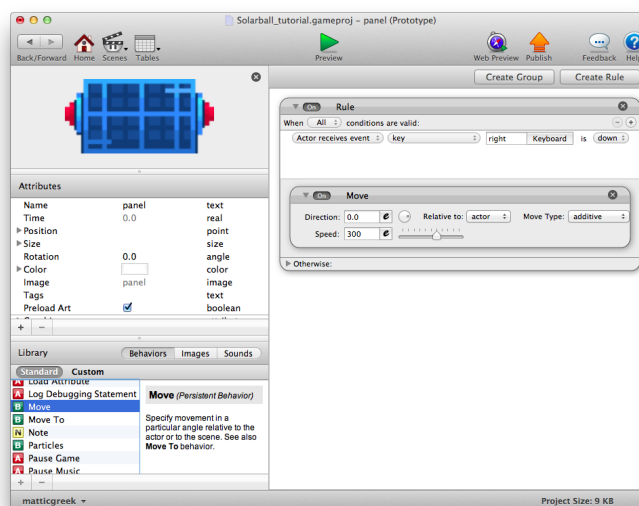 Solarball_tutorial.gameproj – panel (Prototype)
Back/Forward Home Scenes Tables Preview Web Preview Publish Feedback Help
Create Group Create Rule
On Rule
When All conditions are valid:
Actor receives event key right Keyboard is down
On Move
Direction: 0.0 e Relative to: actor Move Type: additive
Speed: 300 e
Otherwise:
Attributes
Name panel text
Time 0.0 real
Position point
Size size
Rotation 0.0 angle
Color color
Image panel image
Tags text
Preload Art boolean
+ −
Library Behaviors Images Sounds
Standard Custom
A Load Attribute
A Log Debugging Statement
B Move
B Move To
N Note
B Particles
A Pause Game
A Pause Music
Move (Persistent Behavior)
Specify movement in a
particular angle relative to the
actor or to the scene. See also
Move To behavior.
+ −
matticgreek
Project Size: 9 KB